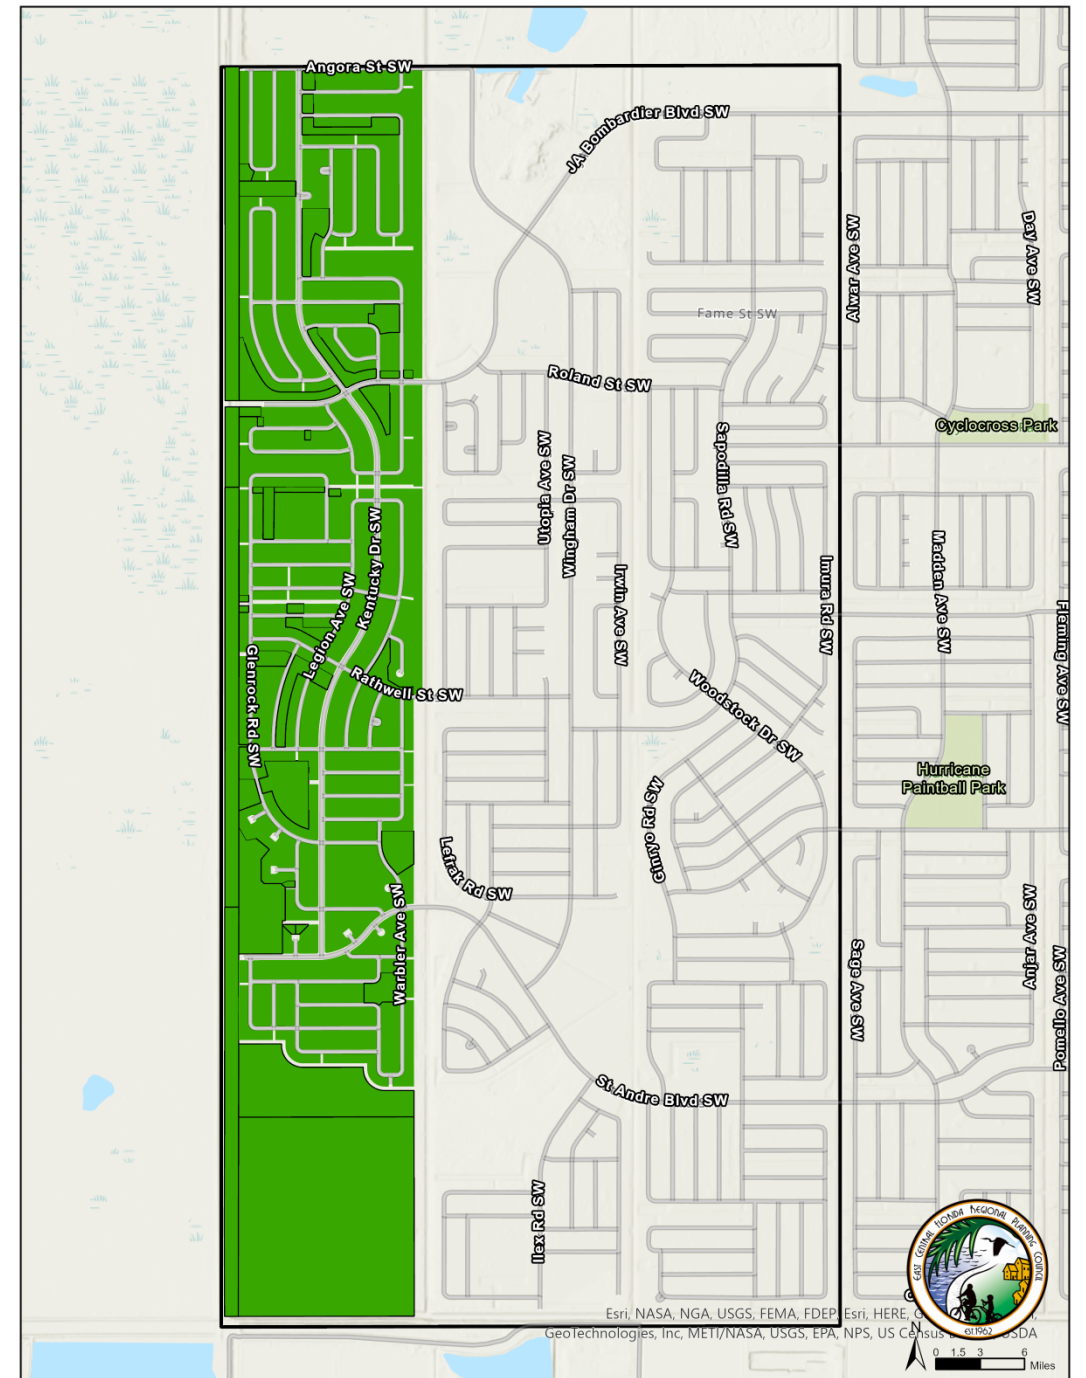 Angora St SW
JA Bombardier Blvd SW
Day Ave SW
Alwar Ave SW
Fame St SW
Roland St SW
Cyclocross Park
Sapodilla Rd SW
Utopia Ave SW
Wingham Dr SW
Kentucky Dr SW
Madden Ave SW
Inuna Rd SW
Irwin Ave SW
Legion Ave SW
Fleming Ave SW
Glenrock Rd SW
Rathwell St SW
Woodstock Dr SW
Hurricane
Paintball Park
Ginryo Rd SW
Lefrak Rd SW
Warbler Ave SW
Anjar Ave SW
Sage Ave SW
Pomello Ave SW
St Andre Blvd SW
Ilex Rd SW
EAST CENTRAL FLORIDA REGIONAL PLANNING COUNCIL
EST.1962
Esri, NASA, NGA, USGS, FEMA, FDEP, Esri, HERE,
GeoTechnologies, Inc, METI/NASA, USGS, EPA, NPS, US Census
N
0 1.5 3 6
Miles